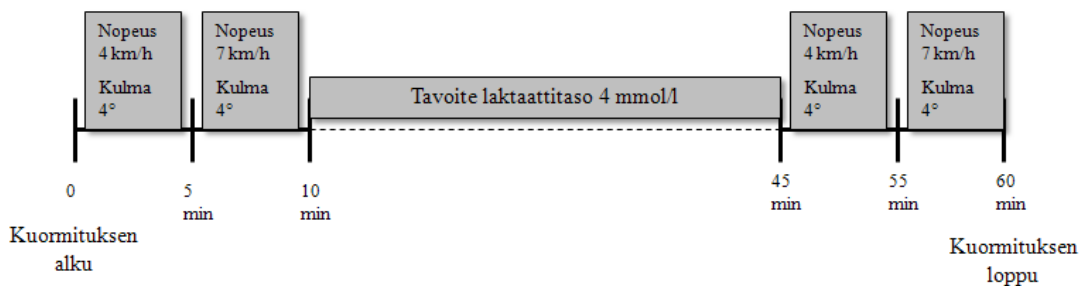 Nopeus
4 km/h
Kulma
4°
Nopeus
7 km/h
Kulma
4°
Tavoite laktaattitaso 4 mmol/l
Nopeus
4 km/h
Kulma
4°
Nopeus
7 km/h
Kulma
4°
0
5
min
10
min
45
min
55
min
60
min
Kuormituksen
alku
Kuormituksen
loppu